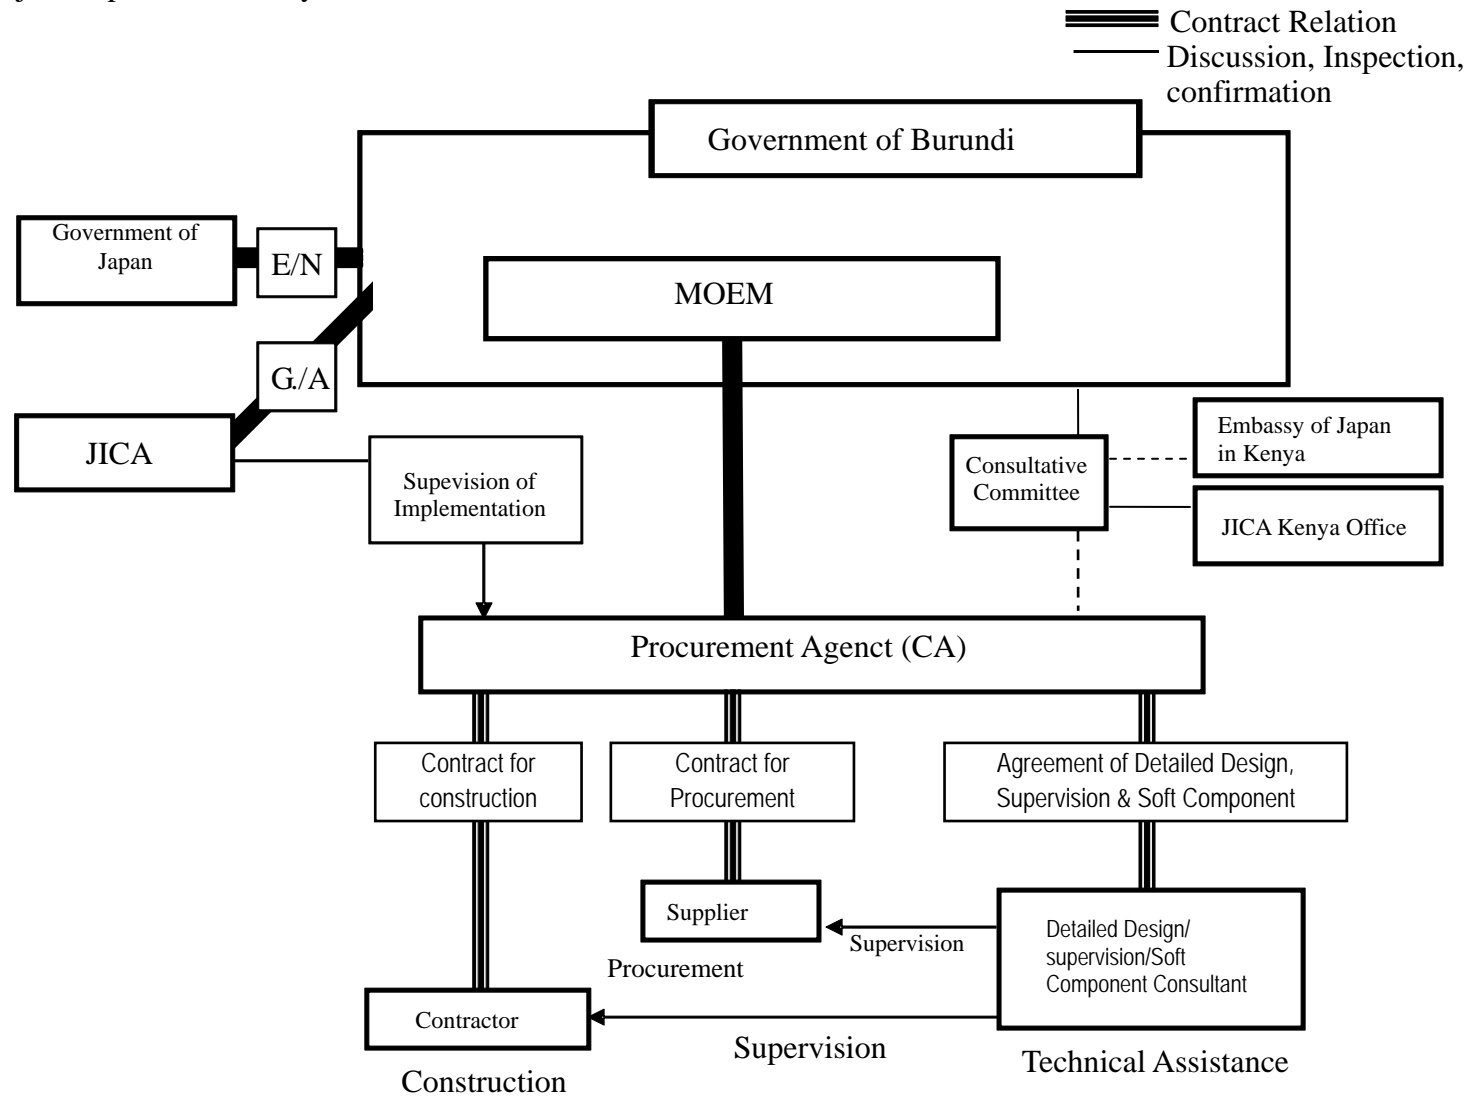 Contract Relation
Discussion, Inspection,
confirmation
Government of Burundi
Government of
Japan
E/N
MOEM
G./A
JICA
Supevision of
Implementation
Consultative
Committee
Embassy of Japan
in Kenya
JICA Kenya Office
Procurement Agenct (CA)
Contract for
construction
Contract for
Procurement
Agreement of Detailed Design,
Supervision & Soft Component
Supplier
Supervision
Detailed Design/
supervision/Soft
Component Consultant
Procurement
Contractor
Supervision
Technical Assistance
Construction